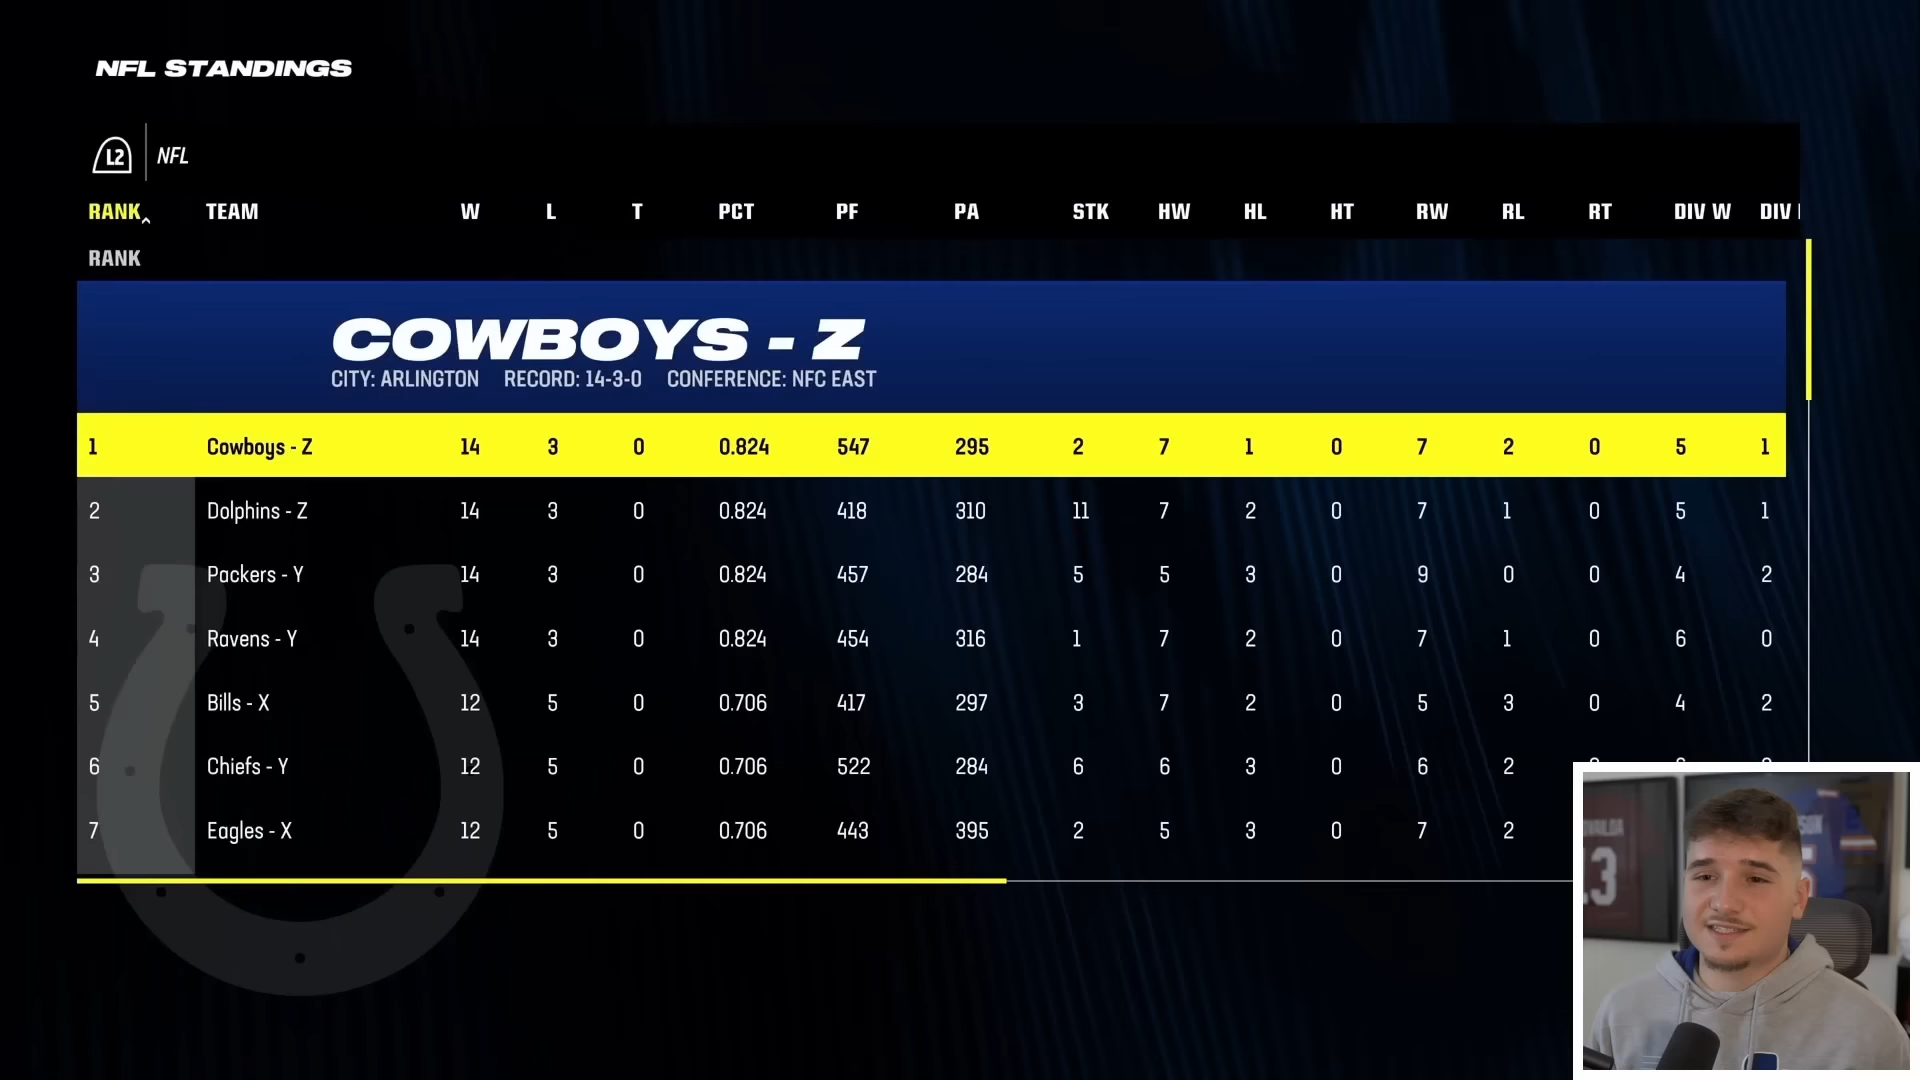 NFL STANDINGS
L2 NFL
RANK TEAM W L T PCT PF PA STK HW HL HT RW RL RT DIV W DIV
RANK
COWBOYS - Z
CITY: ARLINGTON RECORD: 14-3-0 CONFERENCE: NFC EAST
1 Cowboys - Z 14 3 0 0.824 547 295 2 7 1 0 7 2 0 5 1
2 Dolphins - Z 14 3 0 0.824 418 310 11 7 2 0 7 1 0 5 1
3 Packers - Y 14 3 0 0.824 457 284 5 5 3 0 9 0 0 4 2
4 Ravens - Y 14 3 0 0.824 454 316 1 7 2 0 7 1 0 6 0
5 Bills - X 12 5 0 0.706 417 297 3 7 2 0 5 3 0 4 2
6 Chiefs - Y 12 5 0 0.706 522 284 6 6 3 0 6 2
7 Eagles - X 12 5 0 0.706 443 395 2 5 3 0 7 2